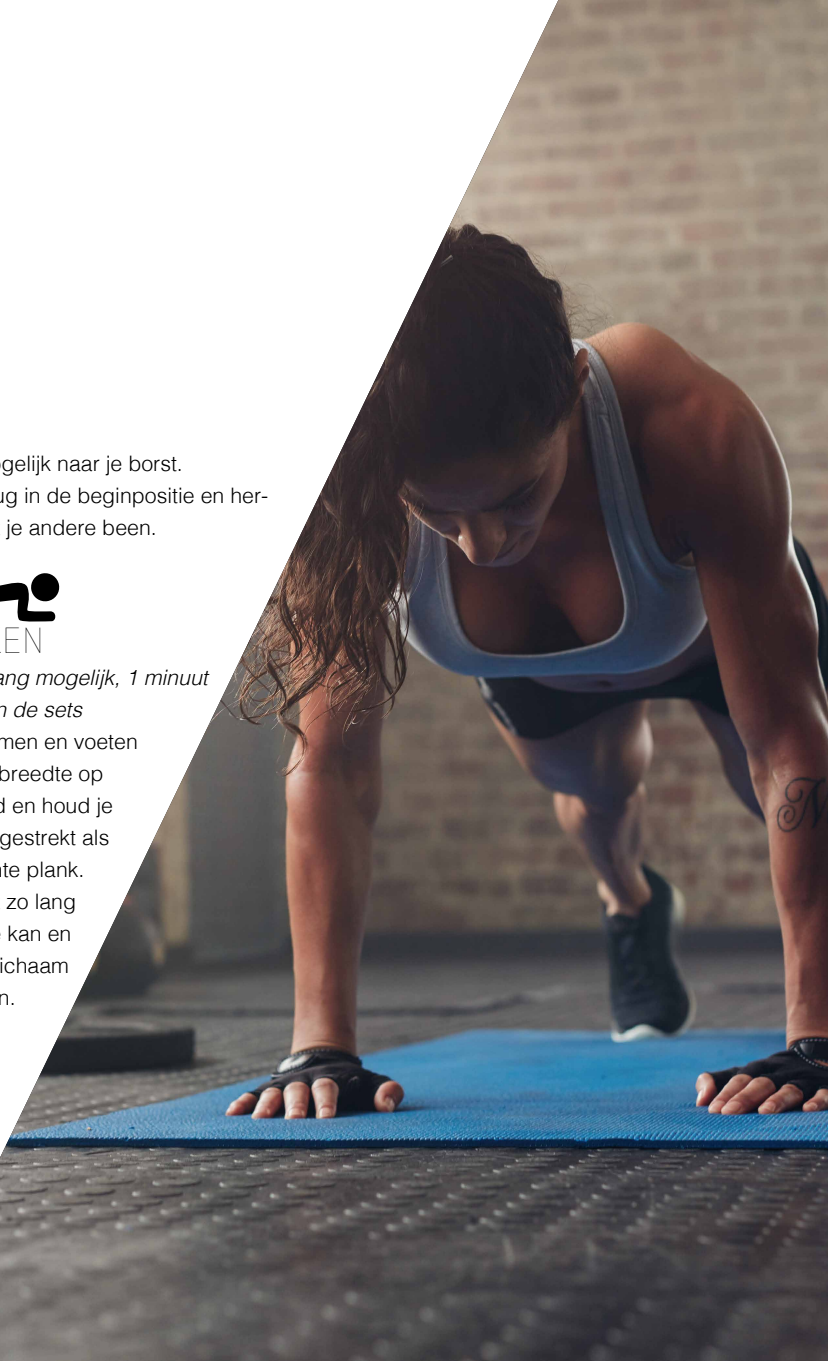 gelijk naar je borst.
ug in de beginpositie en her-
je andere been.
EN
ang mogelijk, 1 minuut
n de sets
men en voeten
breedte op
d en houd je
gestrekt als
te plank.
zo lang
kan en
ichaam
n.
N